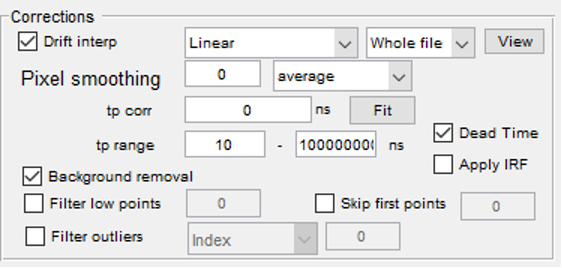 Corrections
Drift interp Linear Whole file View
Pixel smoothing 0 average
tp corr 0 ns Fit
tp range 10 - 100000000 ns Dead Time
Apply IRF
Background removal
Filter low points 0 Skip first points 0
Filter outliers Index 0